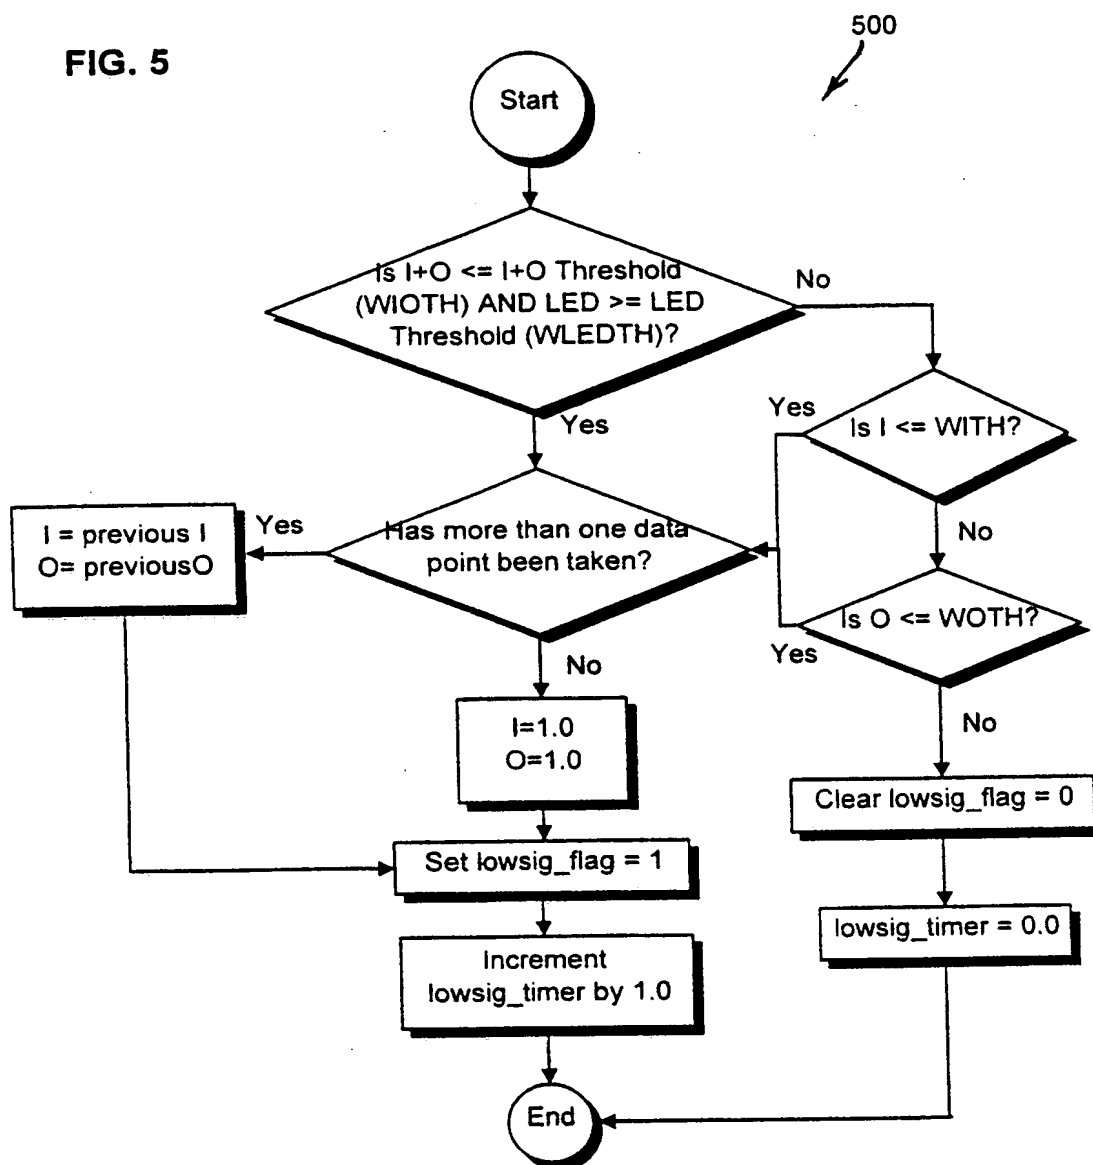 FIG. 5
500
Start
Is I+O <= I+O Threshold
(WIOTH) AND LED >= LED
Threshold (WLEDTH)?
No
Yes
Yes
Is I <= WITH?
No
Has more than one data
point been taken?
Yes
I = previous I
O= previousO
Is O <= WOTH?
Yes
No
No
I=1.0
O=1.0
Clear lowsig_flag = 0
Set lowsig_flag = 1
lowsig_timer = 0.0
Increment
lowsig_timer by 1.0
End